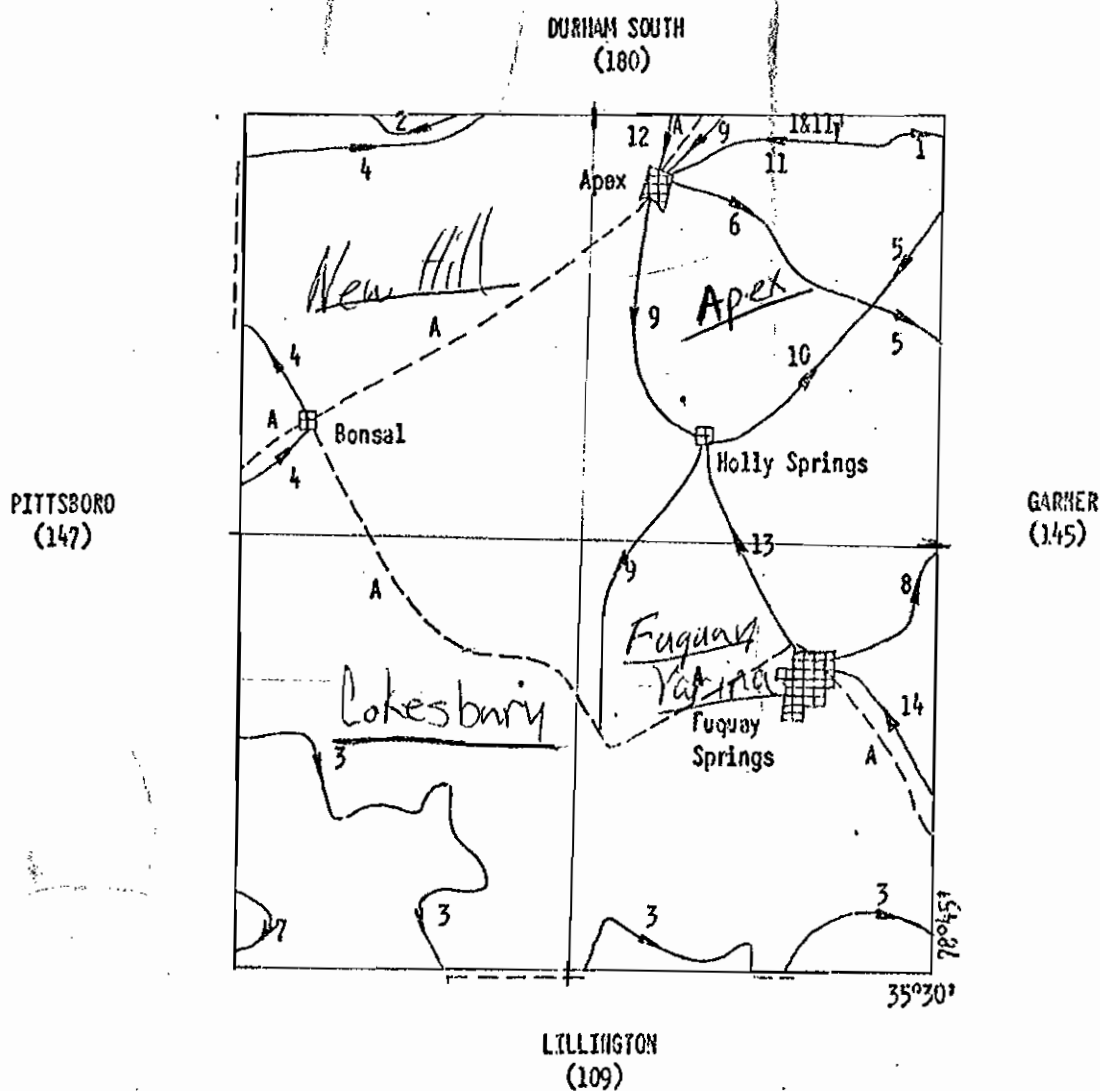 DURHAM SOUTH
(180)
2
4
12
A
9
1&11
11
1
Apex
6
5
New Hill
Apex
A
9
5
10
4
A
Bonsal
4
Holly Springs
PITTSBORO
(147)
GARNER
(145)
9
13
8
A
Fuquay
Varina
A
Cokesbury
Fuquay
Springs
14
A
3
3
3
3
7
78°45'
35°30'
LILLINGTON
(109)